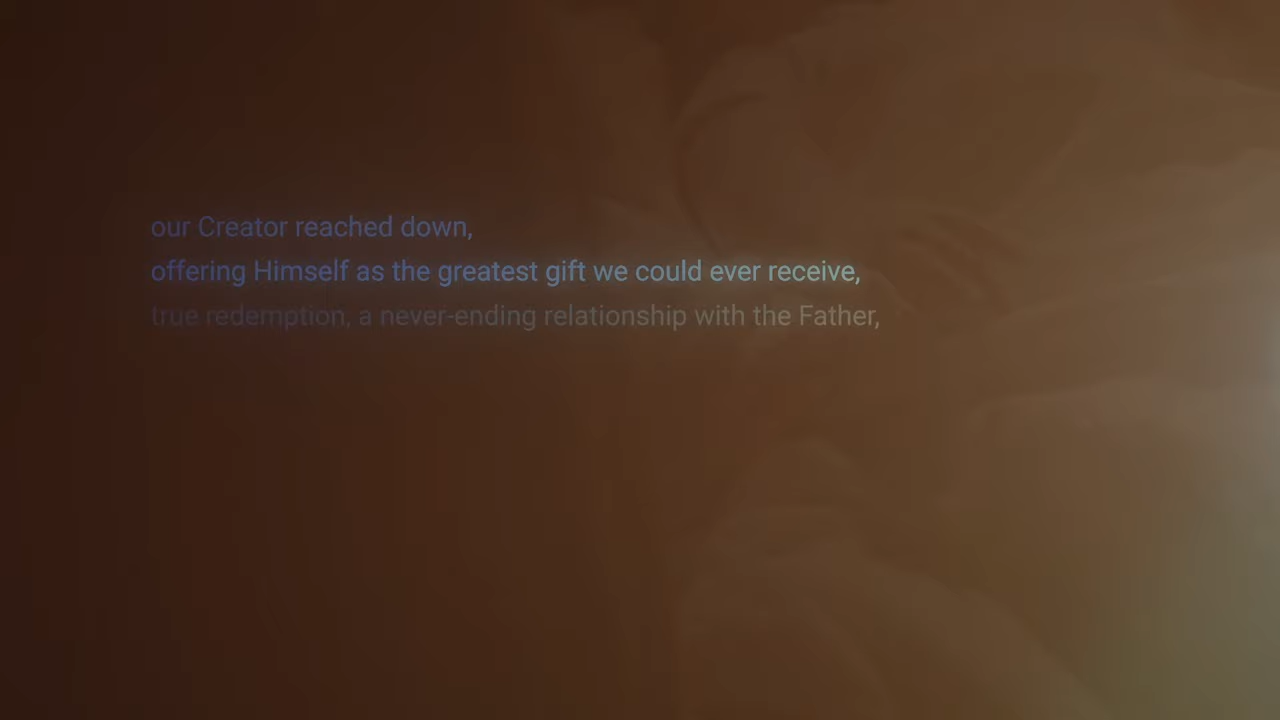 our Creator reached down,
offering Himself as the greatest gift we could ever receive,
true redemption, a never-ending relationship with the Father,